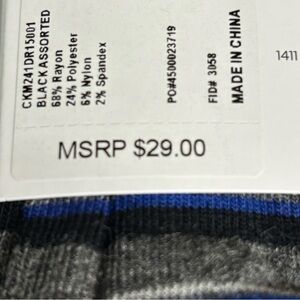 CKM241DR15001
BLACK ASSORTED
68% Rayon
24% Polyester
6% Nylon
2% Spandex
PO#4500023719
FID# 3058
MADE IN CHINA
1411
MSRP $29.00